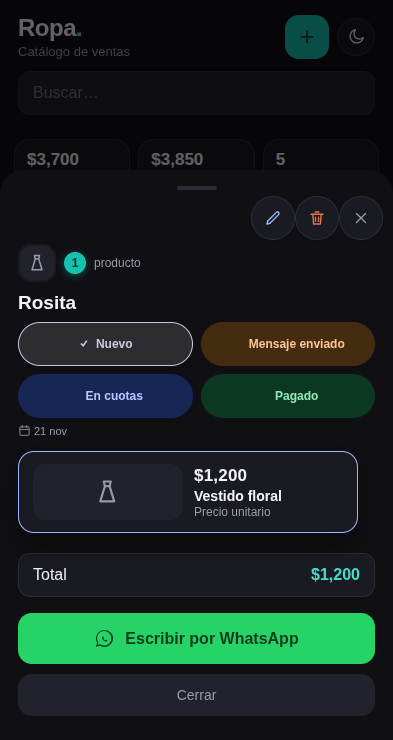 Ropa.
Catálogo de ventas
Buscar…
$3,700
$3,850
5
1 producto
Rosita
Nuevo
Mensaje enviado
En cuotas
Pagado
21 nov
$1,200
Vestido floral
Precio unitario
Total
$1,200
Escribir por WhatsApp
Cerrar